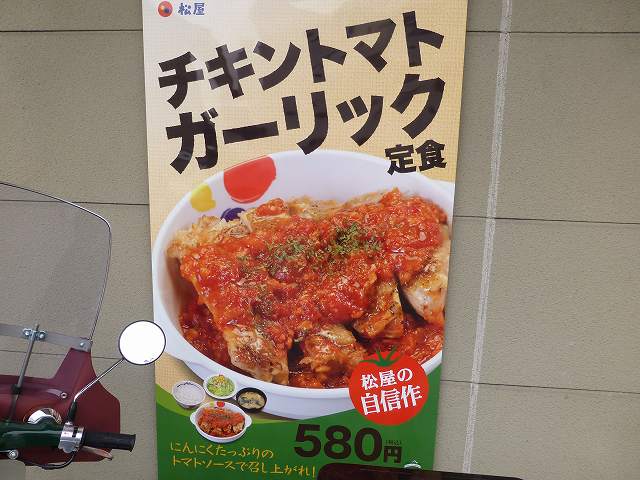 松屋
チキントマト
ガーリック
定食
松屋の
自信作
580円
(税込)
にんにくたっぷりの
トマトソースで召し上がれ!